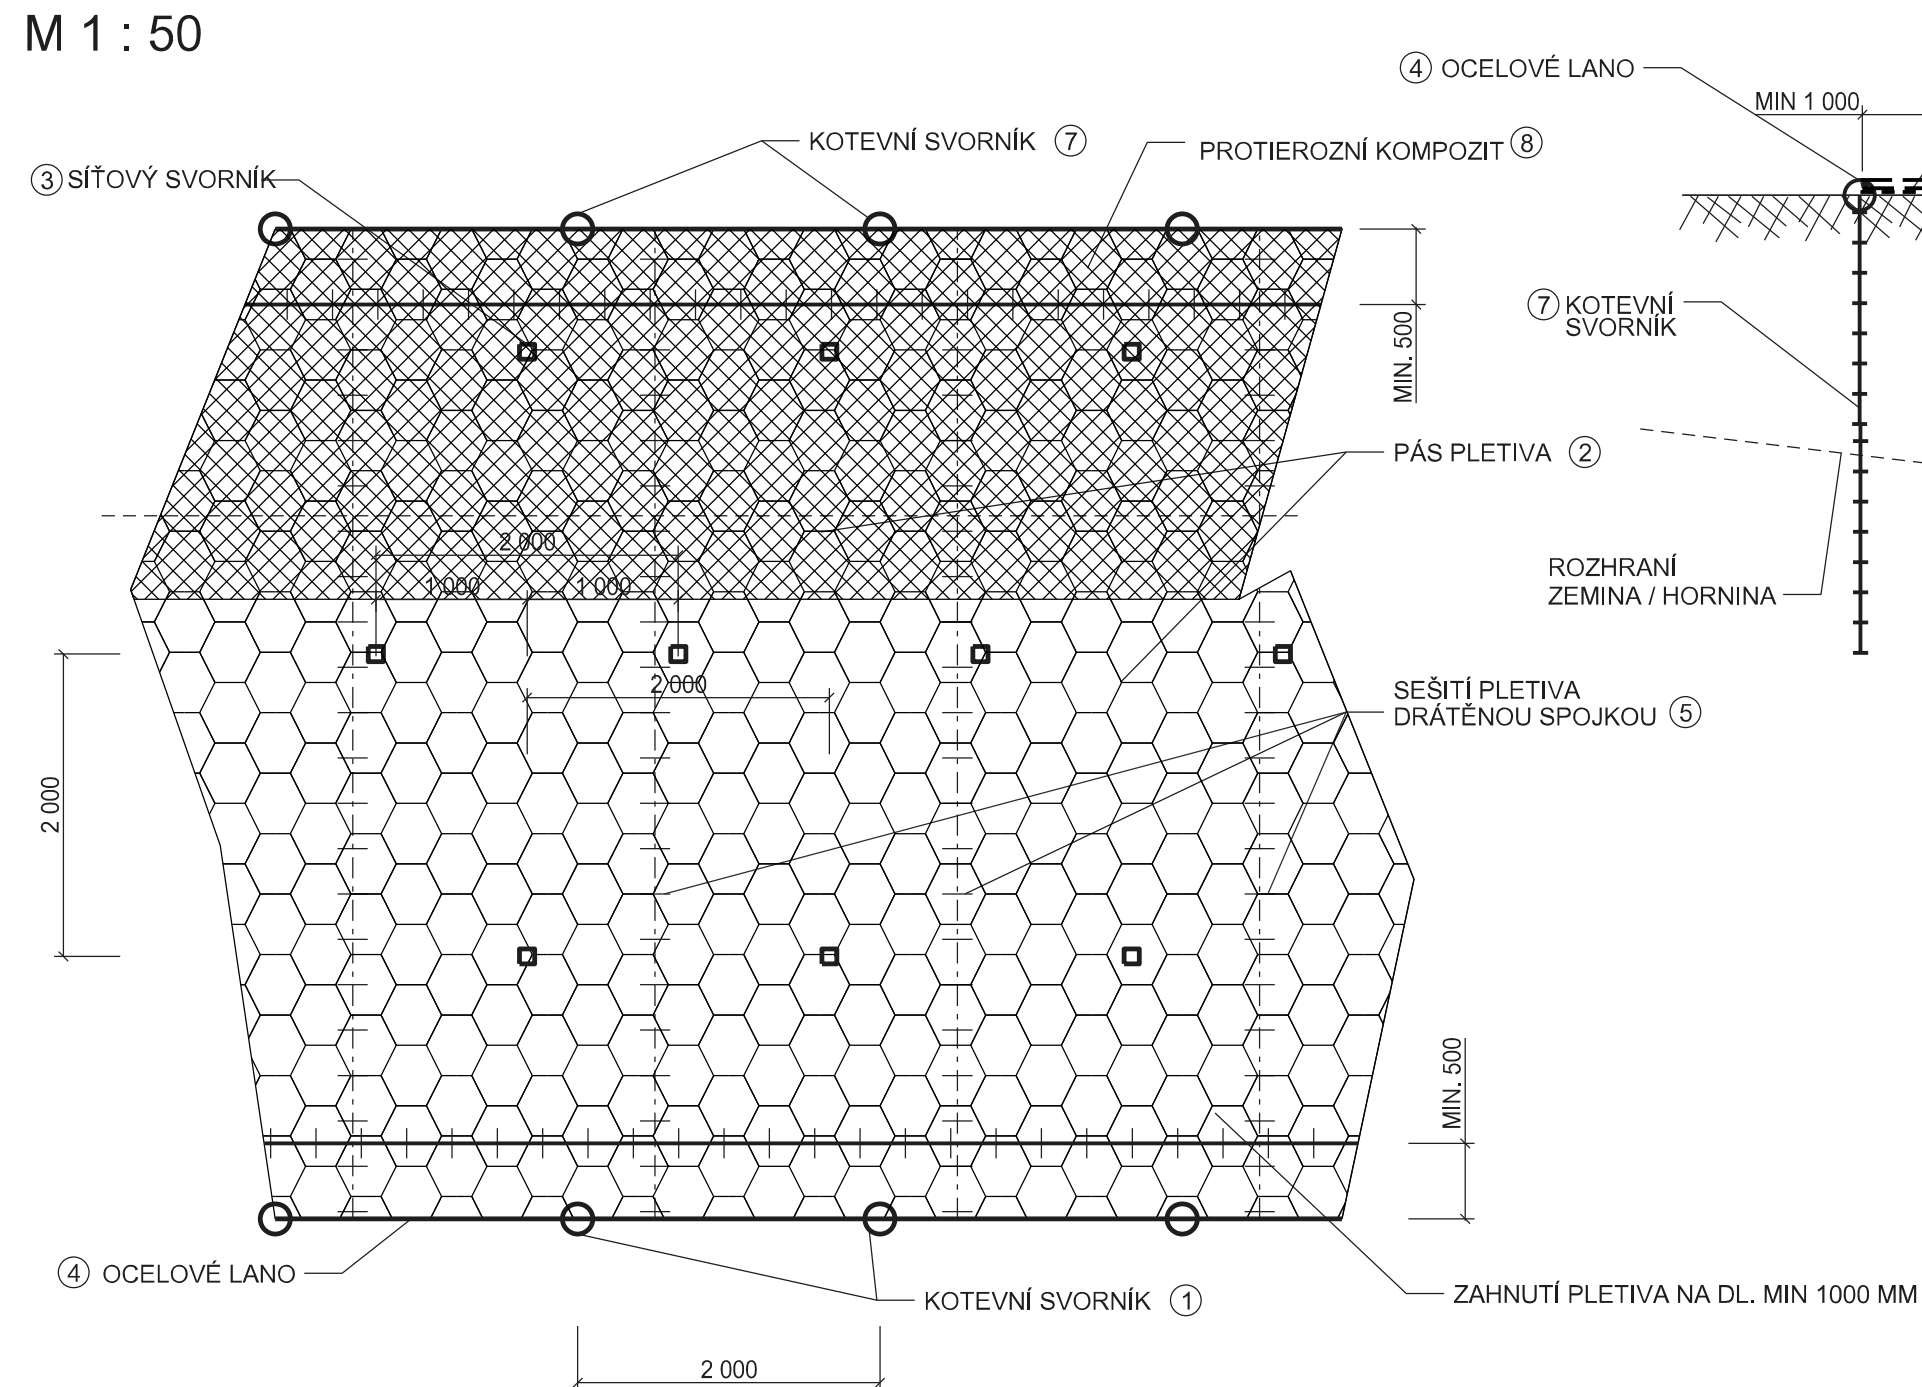 M 1 : 50
④ OCELOVÉ LANO
MIN 1 000
KOTEVNÍ SVORNÍK ⑦
PROTIEROZNÍ KOMPOZIT ⑧
③ SÍŤOVÝ SVORNÍK
⑦ KOTEVNÍ
SVORNÍK
MIN. 500
PÁS PLETIVA ②
2 000
1 000
1 000
ROZHRANÍ
ZEMINA / HORNINA
2 000
SEŠITÍ PLETIVA
DRÁTĚNOU SPOJKOU ⑤
2 000
MIN. 500
④ OCELOVÉ LANO
KOTEVNÍ SVORNÍK ①
ZAHNUTÍ PLETIVA NA DL. MIN 1000 MM
2 000